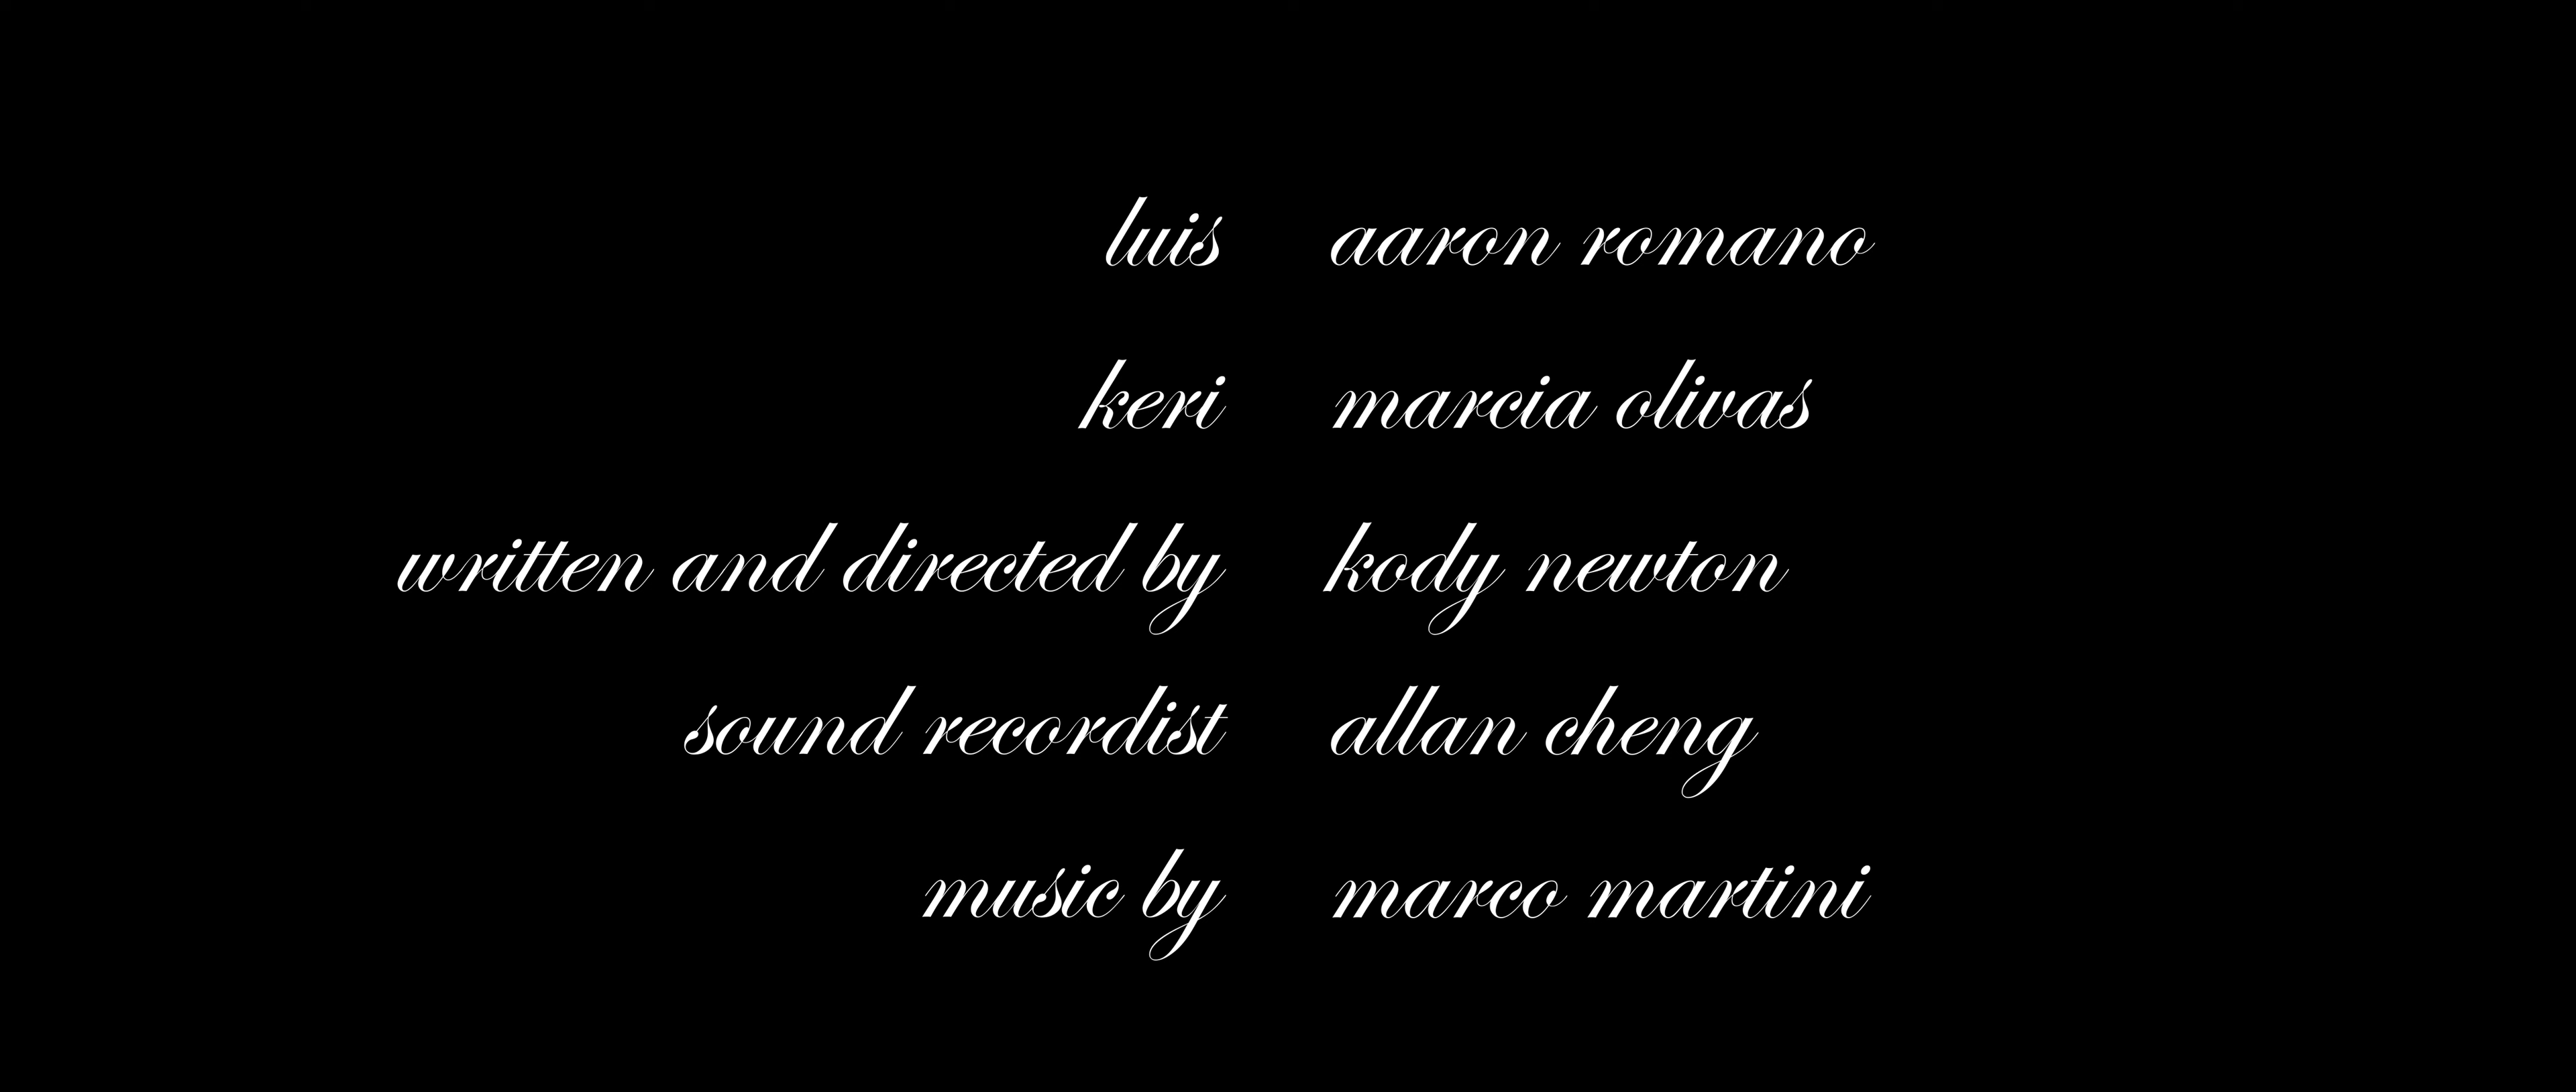 luis aaron romano
keri marcia olivas
written and directed by kody newton
sound recordist allan cheng
music by marco martini